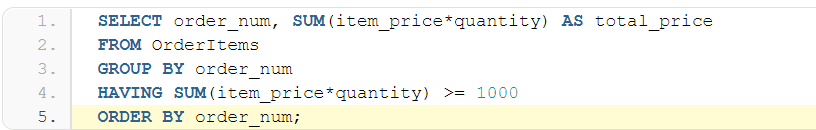 1. SELECT order_num, SUM(item_price*quantity) AS total_price
2. FROM OrderItems
3. GROUP BY order_num
4. HAVING SUM(item_price*quantity) >= 1000
5. ORDER BY order_num;